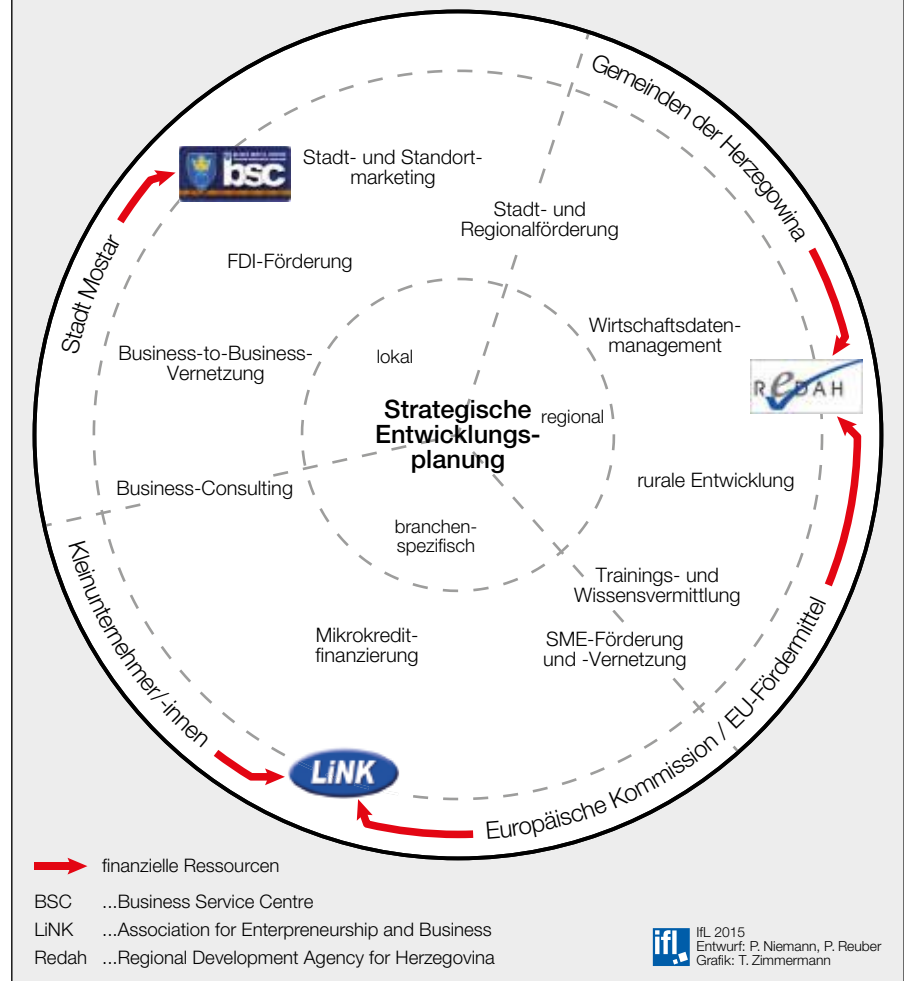 Gemeinden der Herzegowina
bsc
Stadt- und Standort-
marketing
Stadt- und
Regionalförderung
Stadt Mostar
FDI-Förderung
Wirtschaftsdaten-
management
Business-to-Business-
Vernetzung
lokal
REDAH
Strategische
Entwicklungs-
planung
regional
Business-Consulting
rurale Entwicklung
branchen-
spezifisch
Trainings- und
Wissensvermittlung
Kleinunternehmer/-innen
Mikrokredit-
finanzierung
SME-Förderung
und -Vernetzung
LiNK
Europäische Kommission / EU-Fördermittel
finanzielle Ressourcen
BSC ...Business Service Centre
LiNK ...Association for Enterpreneurship and Business
Redah ...Regional Development Agency for Herzegovina
ifl
IfL 2015
Entwurf: P. Niemann, P. Reuber
Grafik: T. Zimmermann